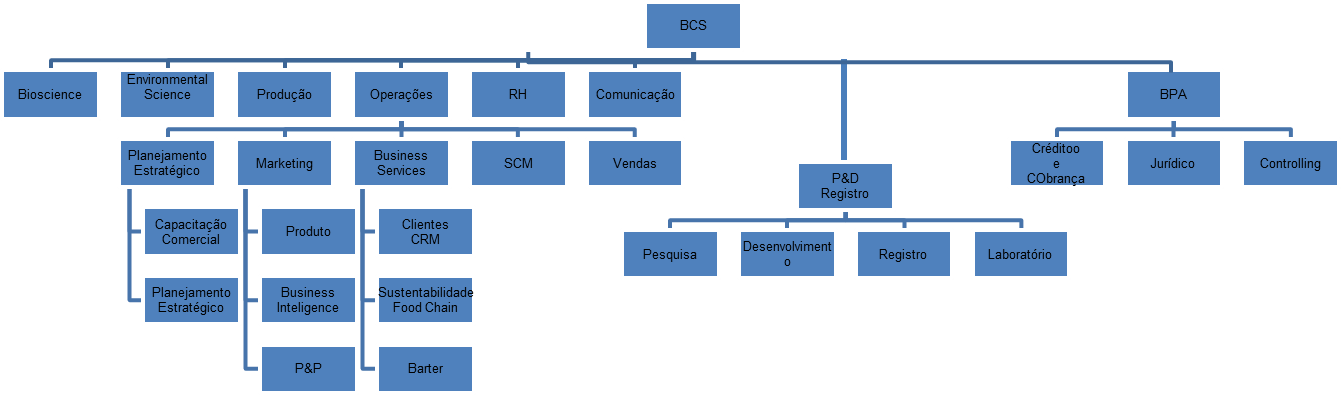 BCS
Bioscience
Environmental
Science
Produção
Operações
RH
Comunicação
BPA
Planejamento
Estratégico
Marketing
Business
Services
SCM
Vendas
P&D
Registro
Créditoo
e
CObrança
Jurídico
Controlling
Capacitação
Comercial
Produto
Clientes
CRM
Pesquisa
Desenvolviment
o
Registro
Laboratório
Planejamento
Estratégico
Business
Inteligence
Sustentabilidade
Food Chain
P&P
Barter